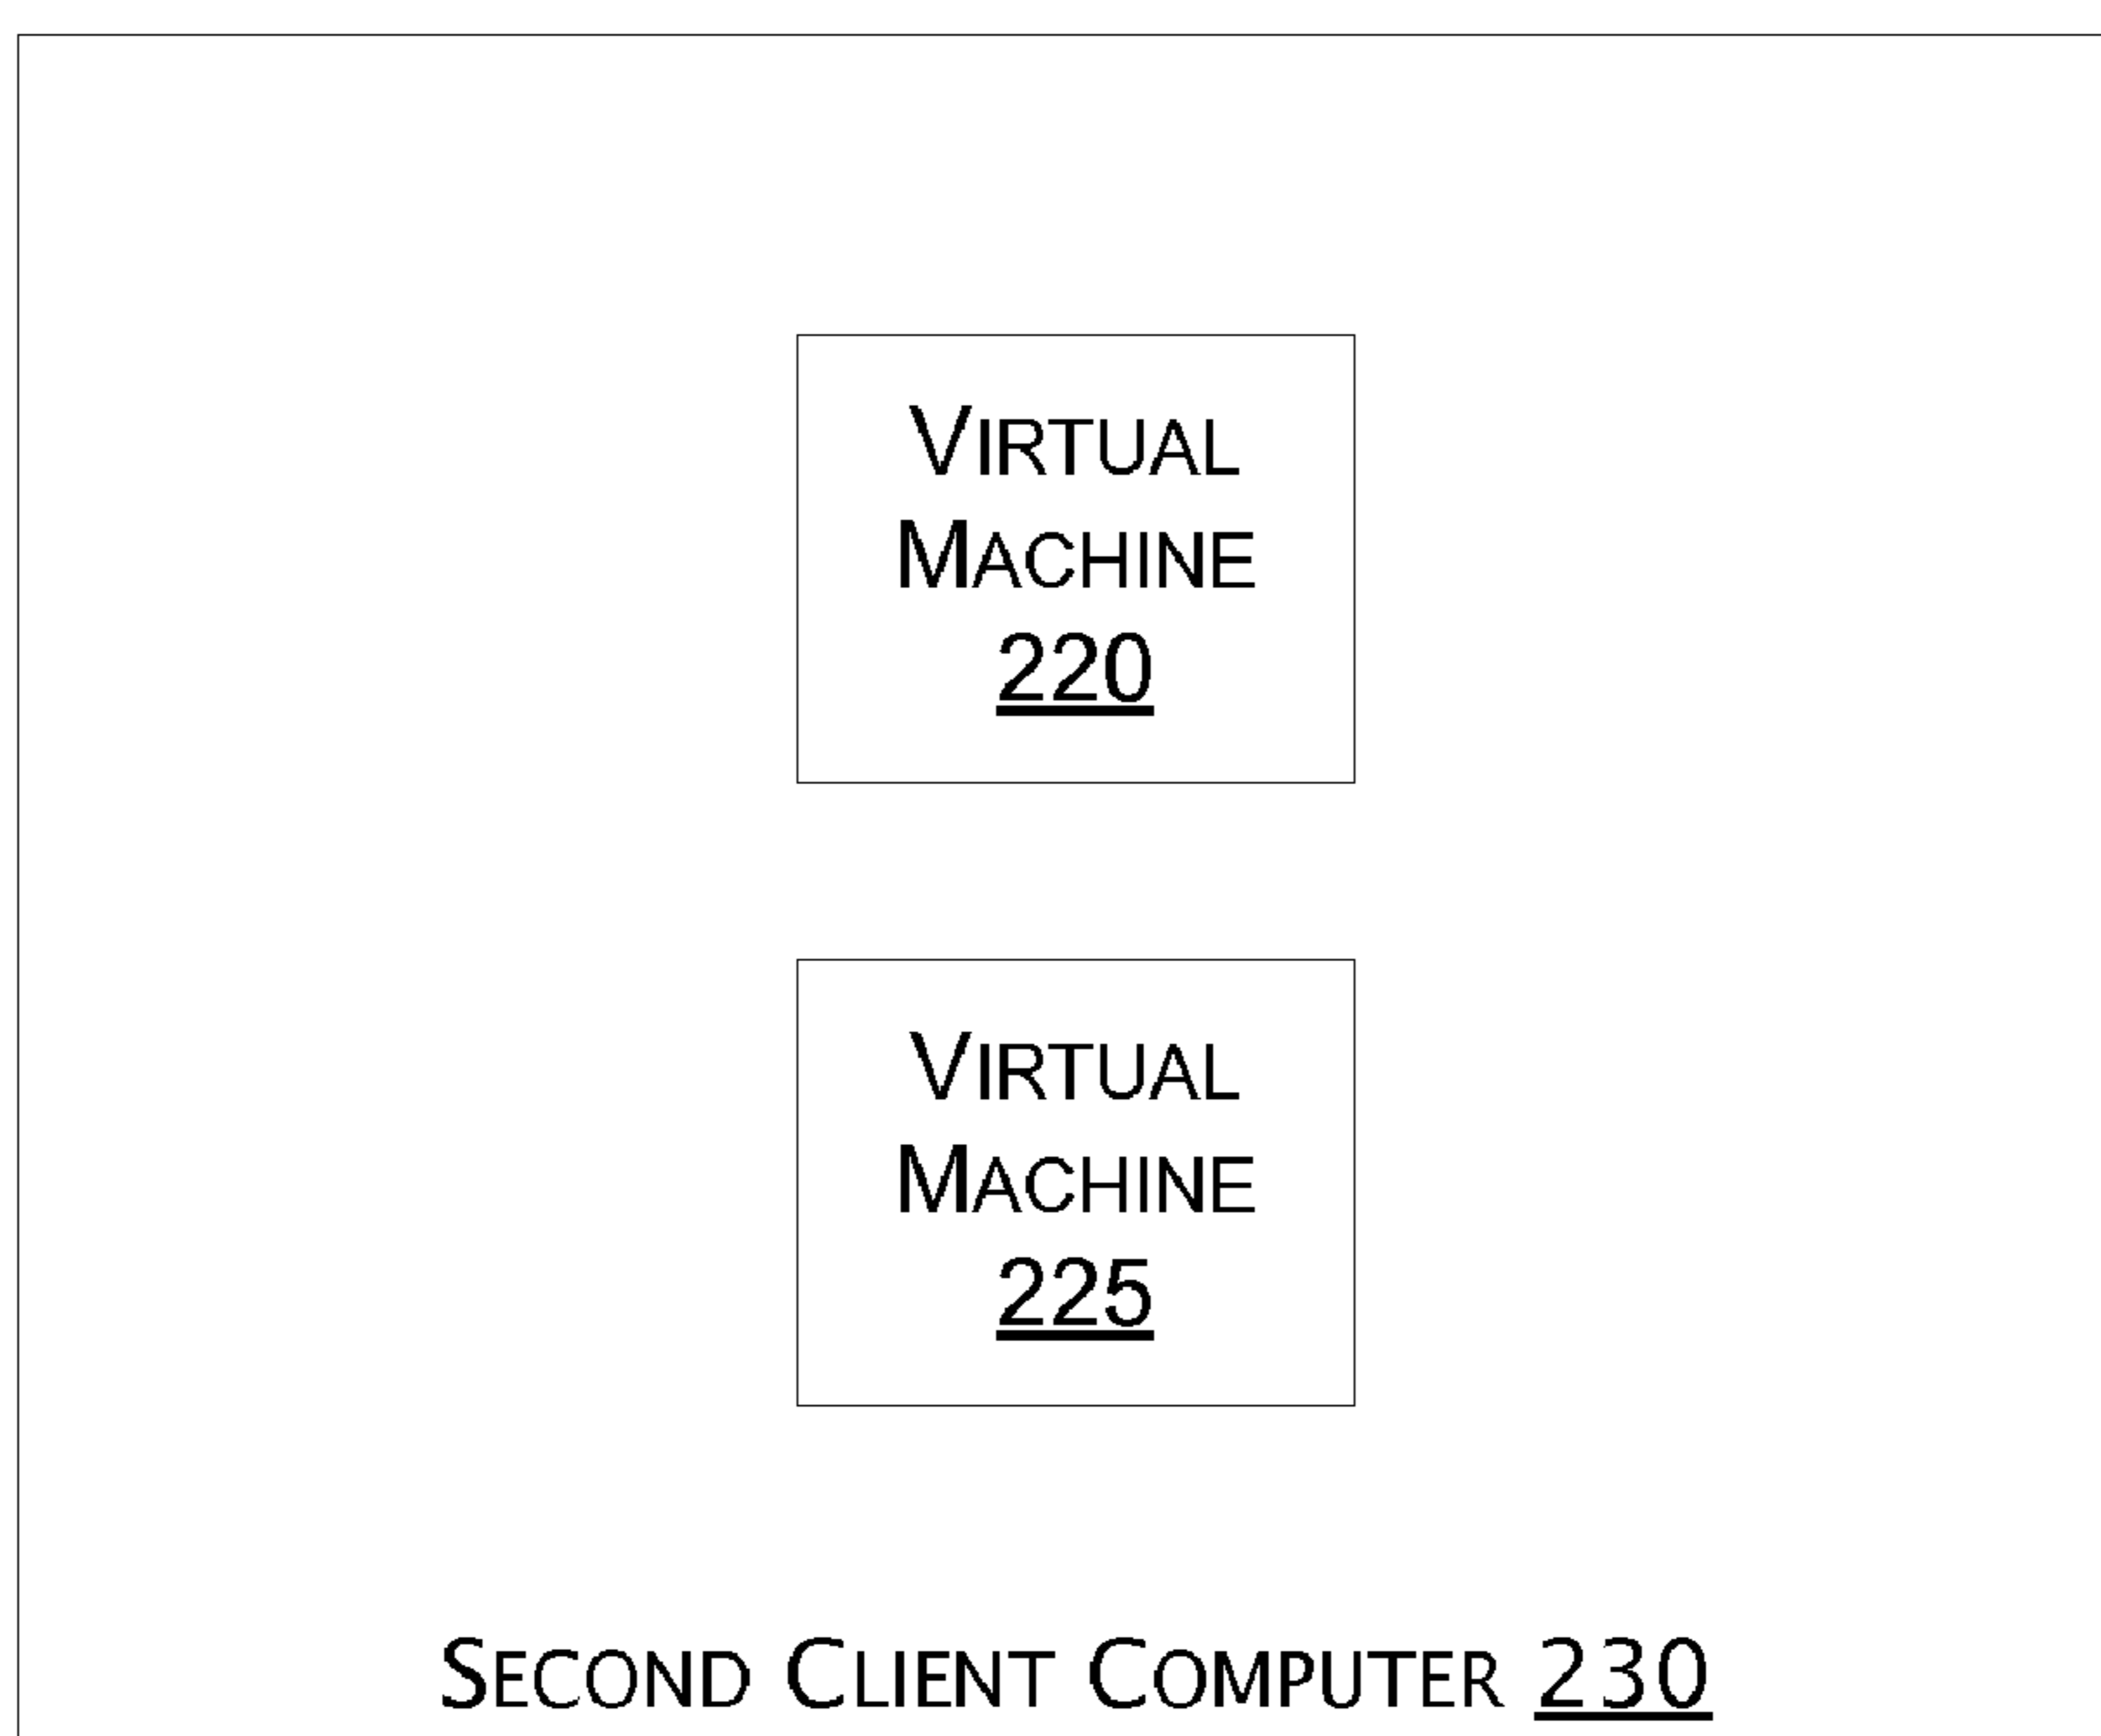 VIRTUAL
MACHINE
220
VIRTUAL
MACHINE
225
SECOND CLIENT COMPUTER 230